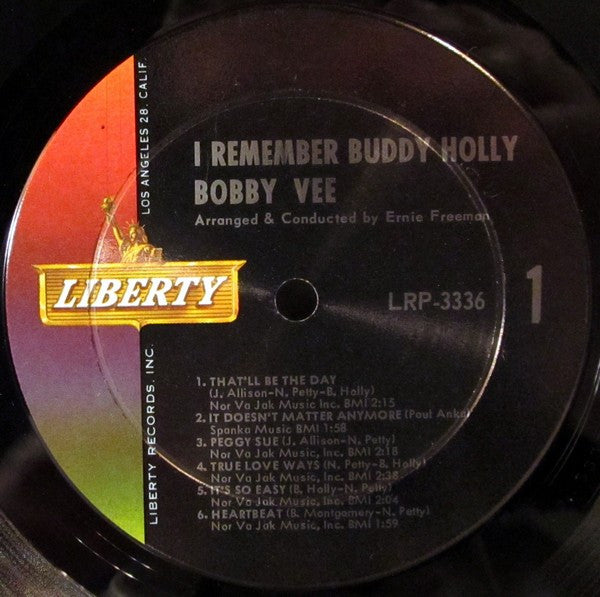 I REMEMBER BUDDY HOLLY
BOBBY VEE
Arranged & Conducted by Ernie Freeman
LIBERTY
LRP-3336
1
1. THAT'LL BE THE DAY
(J. Allison-N. Petty-B. Holly)
Nor Va Jak Music Inc. BMI 2:15
2. IT DOESN'T MATTER ANYMORE (Paul Anka)
Spanka Music BMI 1:58
3. PEGGY SUE (J. Allison-N. Petty)
Nor Va Jak Music, Inc. BMI 2:18
4. TRUE LOVE WAYS (N. Petty-B. Holly)
Nor Va Jak Music, Inc. BMI 2:38
5. IT'S SO EASY (B. Holly-N. Petty)
Nor Va Jak Music, Inc. BMI 2:04
6. HEARTBEAT (B. Montgomery-N. Petty)
Nor Va Jak Music, Inc. BMI 1:59
LIBERTY RECORDS, INC.
LOS ANGELES 28, CALIF.